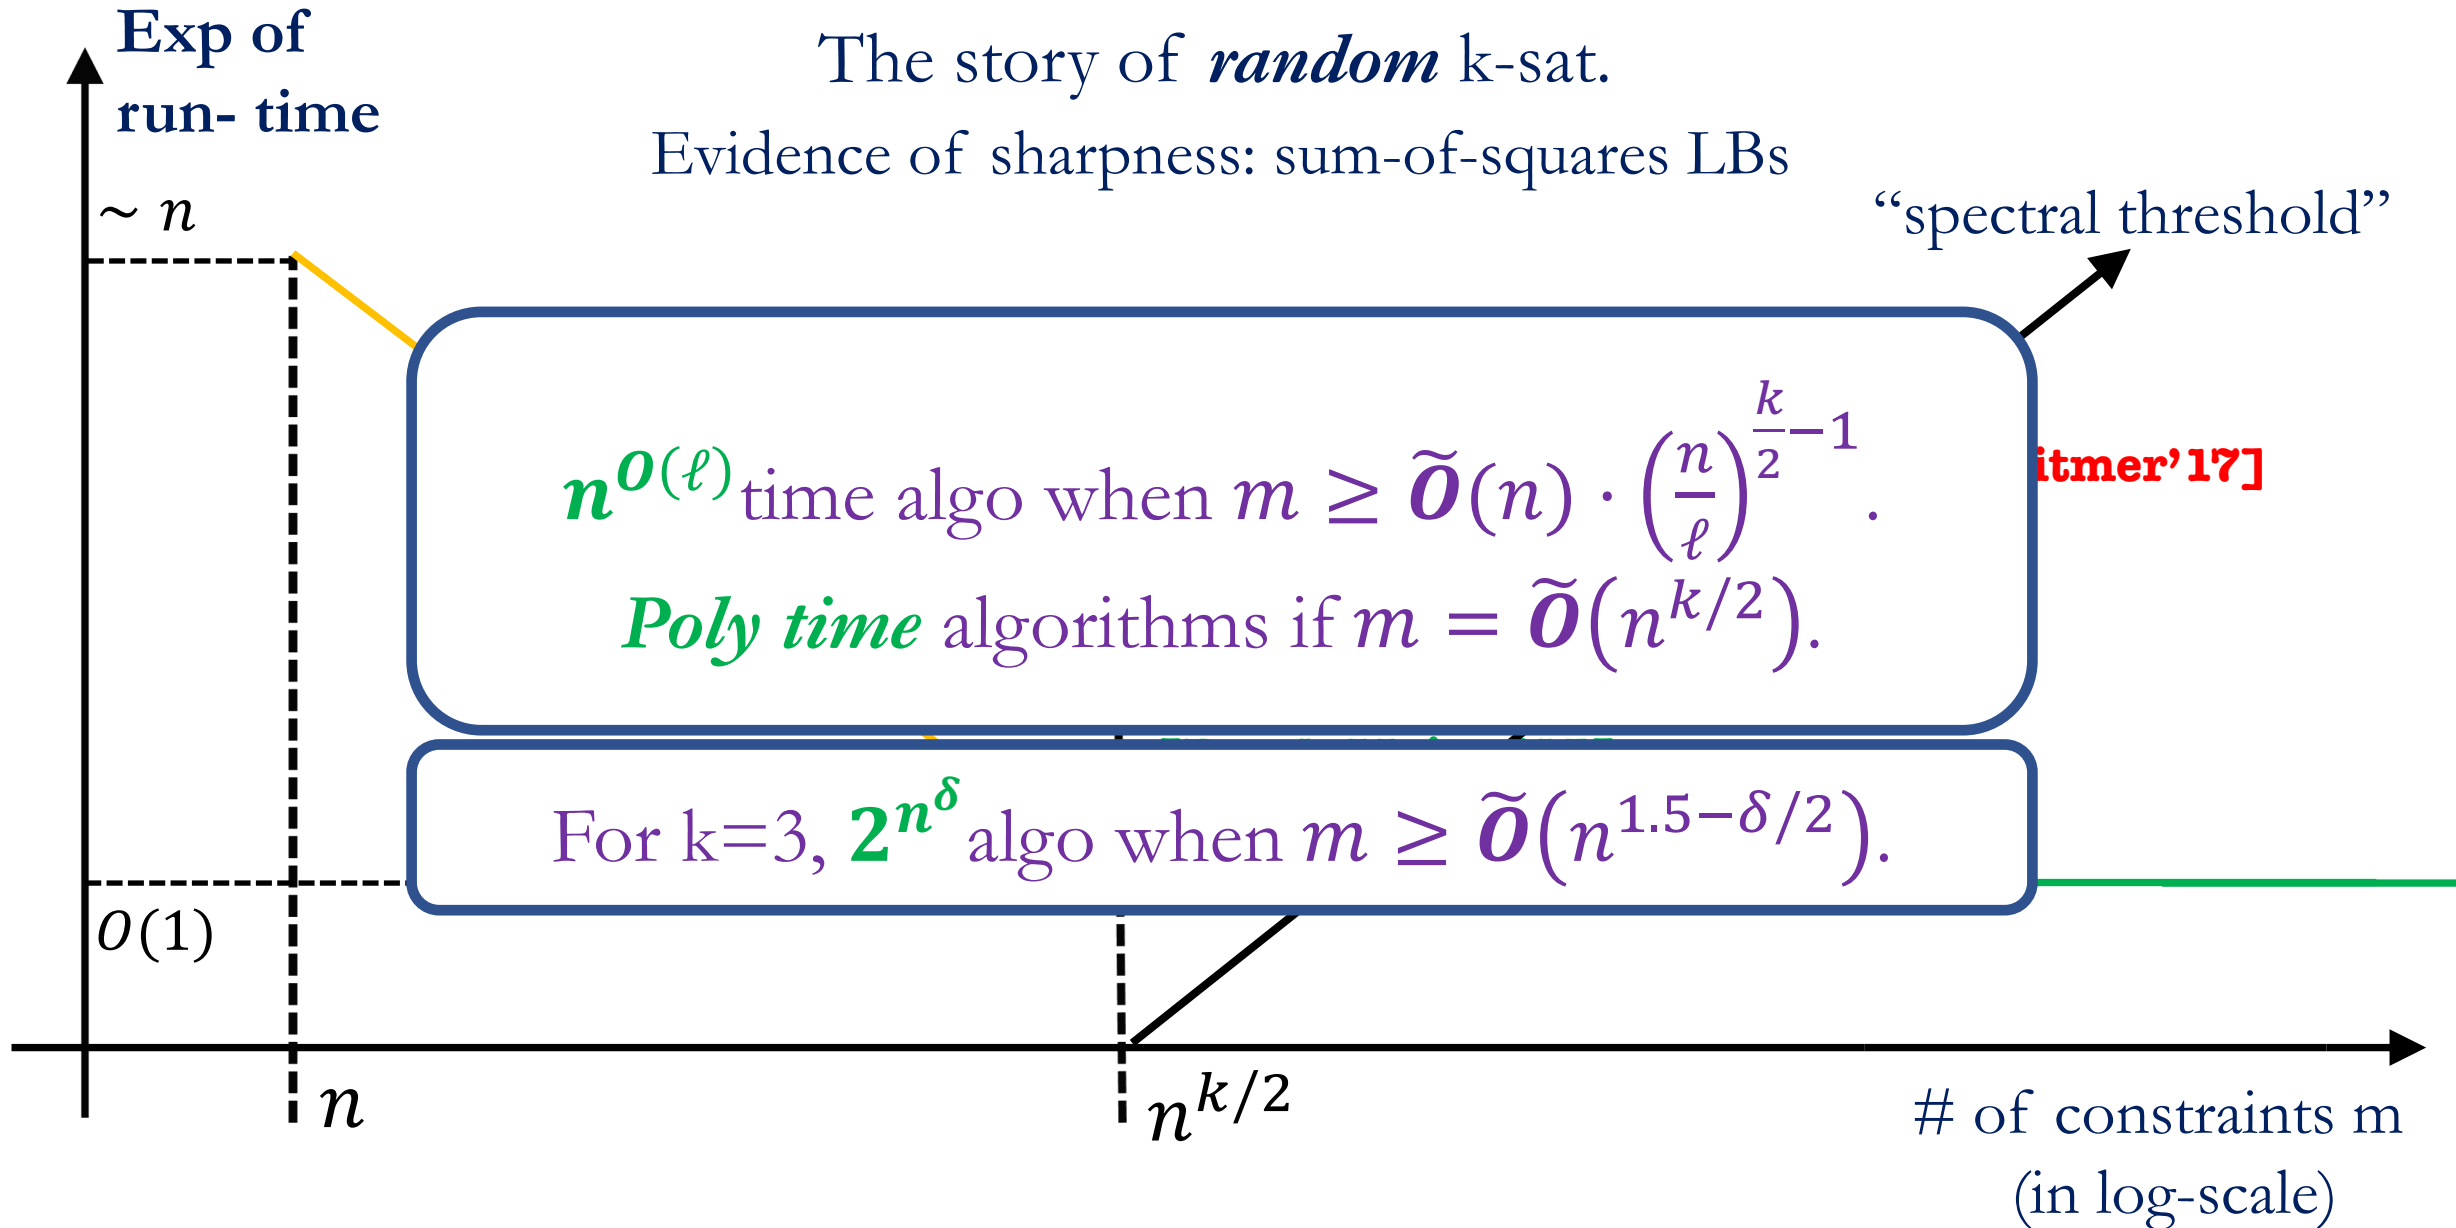 Exp of
run- time
The story of random k-sat.
Evidence of sharpness: sum-of-squares LBs
~ n
“spectral threshold”
n^{O(ℓ)} time algo when m ≥ Õ(n) · (n/ℓ)^{k/2 −1}.
itmer’17]
Poly time algorithms if m = Õ(n^{k/2}).
For k=3, 2^{n^δ} algo when m ≥ Õ(n^{1.5−δ/2}).
O(1)
n
n^{k/2}
# of constraints m
(in log-scale)